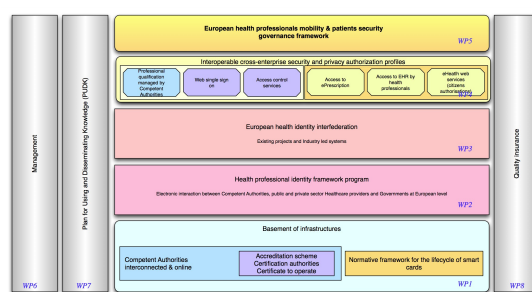 Management
WP6
Plan for Using and Disseminating Knowledge (PUDK)
WP7
European health professionals mobility & patients security
governance framework
WP5
Interoperable cross-enterprise security and privacy authorization profiles
Professional
qualification
managed by
Competent
Authorities
Web single sign
on
Access control
services
Access to
ePrescription
Access to EHR by
health
professionals
eHealth web
services
(citizens
authorisations)
WP4
European health identity interfederation
Existing projects and Industry led systems
WP3
Health professional identity framework program
Electronic interaction between Competent Authorities, public and private sector Healthcare providers and Governments at European level
WP2
Basement of infrastructures
Competent Authorities
interconnected & online
Accreditation scheme
Certification authorities
Certificate to operate
Normative framework for the lifecycle of smart
cards
WP1
Quality insurance
WP8